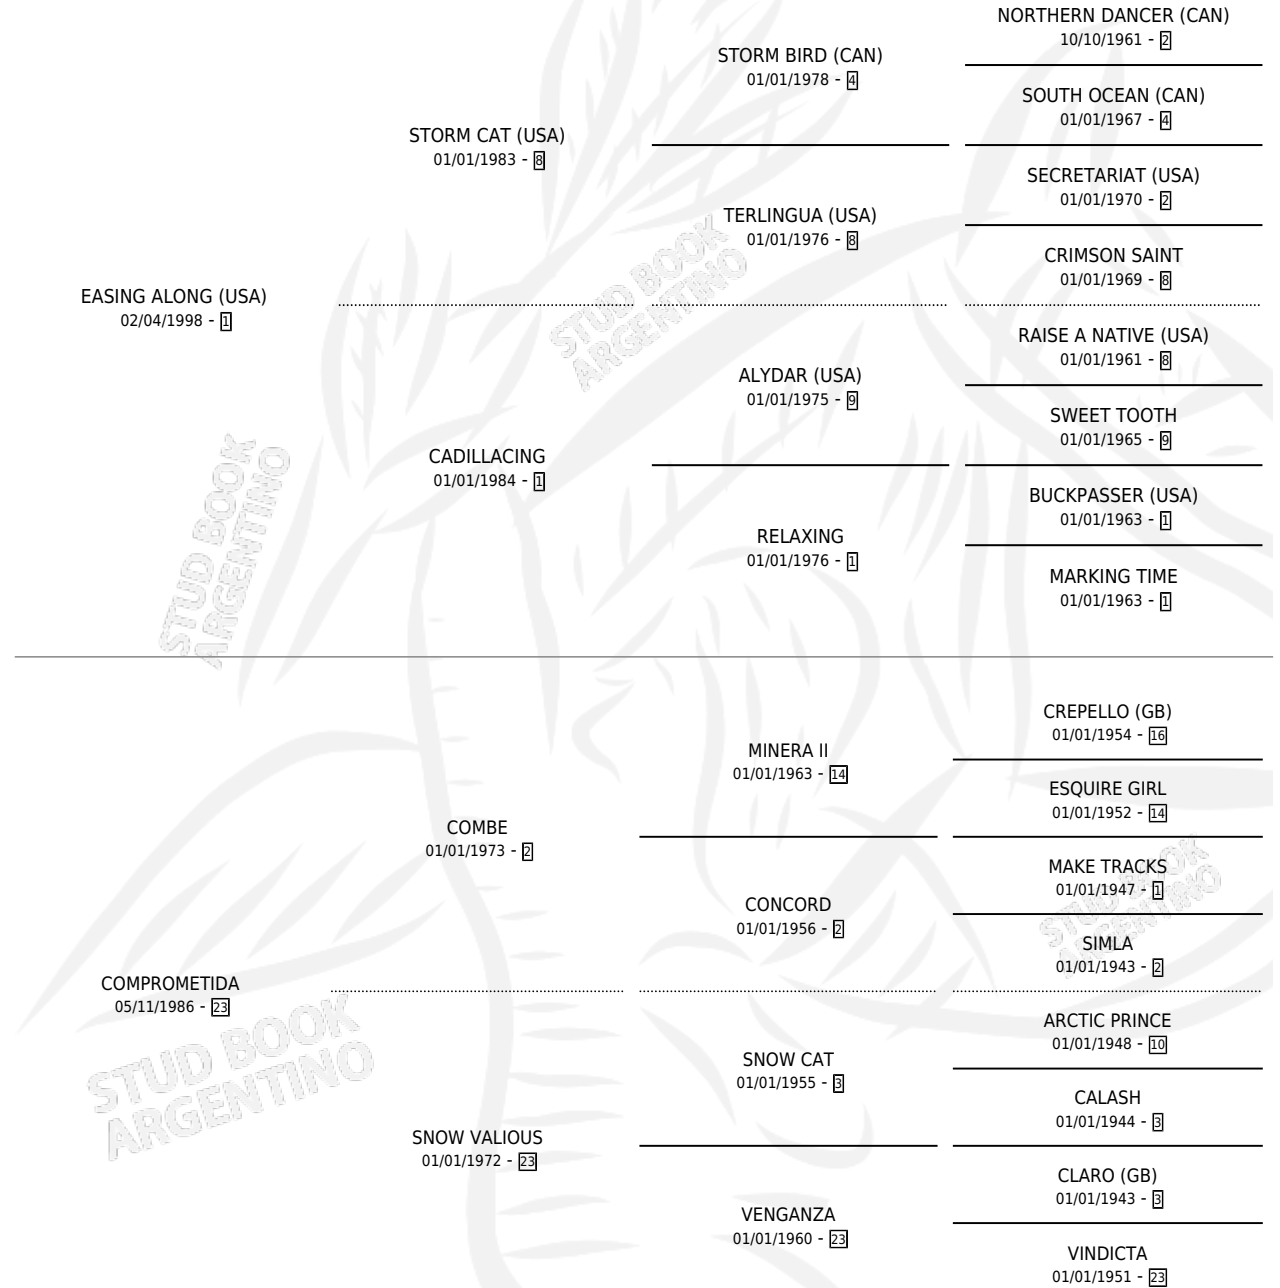 NORTHERN DANCER (CAN)
10/10/1961 - 2
STORM BIRD (CAN)
01/01/1978 - 4
SOUTH OCEAN (CAN)
01/01/1967 - 4
STORM CAT (USA)
01/01/1983 - 8
SECRETARIAT (USA)
01/01/1970 - 2
TERLINGUA (USA)
01/01/1976 - 8
CRIMSON SAINT
01/01/1969 - 8
EASING ALONG (USA)
02/04/1998 - 1
STUD BOOK
ARGENTINO
RAISE A NATIVE (USA)
01/01/1961 - 8
ALYDAR (USA)
01/01/1975 - 9
SWEET TOOTH
01/01/1965 - 9
CADILLACING
01/01/1984 - 1
BUCKPASSER (USA)
01/01/1963 - 1
RELAXING
01/01/1976 - 1
MARKING TIME
01/01/1963 - 1
STUD BOOK
ARGENTINO
CREPELLO (GB)
01/01/1954 - 16
MINERA II
01/01/1963 - 14
ESQUIRE GIRL
01/01/1952 - 14
COMBE
01/01/1973 - 2
MAKE TRACKS
01/01/1947 - 1
CONCORD
01/01/1956 - 2
SIMLA
01/01/1943 - 2
STUD BOOK
ARGENTINO
COMPROMETIDA
05/11/1986 - 23
ARCTIC PRINCE
01/01/1948 - 10
SNOW CAT
01/01/1955 - 3
CALASH
01/01/1944 - 3
STUD BOOK
ARGENTINO
SNOW VALIOUS
01/01/1972 - 23
CLARO (GB)
01/01/1943 - 3
VENGANZA
01/01/1960 - 23
VINDICTA
01/01/1951 - 23